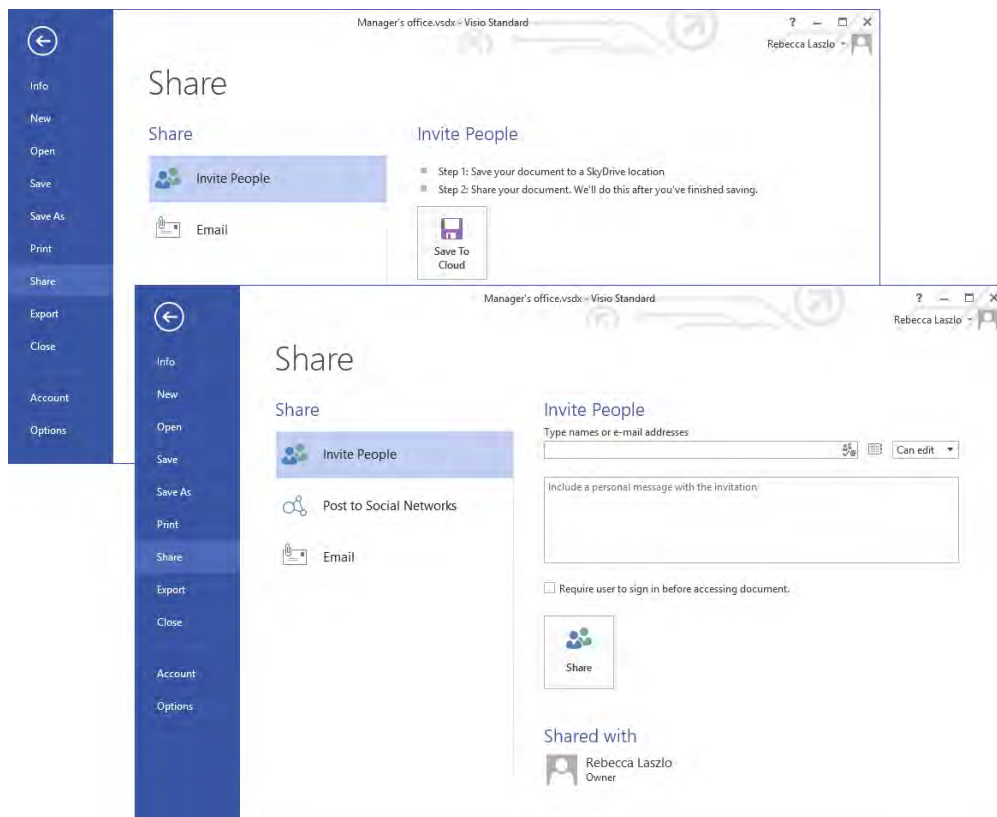 Manager's office.vsdx - Visio Standard
?
Rebecca Laszlo
Info
New
Open
Save
Save As
Print
Share
Export
Close
Account
Options
Share
Share
Invite People
Email
Invite People
Step 1: Save your document to a SkyDrive location
Step 2: Share your document. We'll do this after you've finished saving.
Save To
Cloud
Manager's office.vsdx - Visio Standard
?
Rebecca Laszlo
Info
New
Open
Save
Save As
Print
Share
Export
Close
Account
Options
Share
Share
Invite People
Post to Social Networks
Email
Invite People
Type names or e-mail addresses
Can edit
Include a personal message with the invitation
Require user to sign in before accessing document.
Share
Shared with
Rebecca Laszlo
Owner